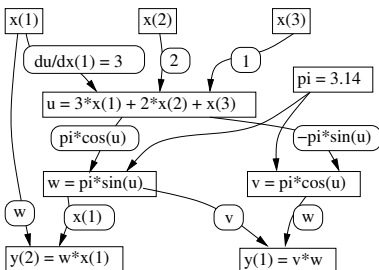 x(1)
x(2)
x(3)
du/dx(1) = 3
2
1
pi = 3.14
u = 3*x(1) + 2*x(2) + x(3)
pi*cos(u)
−pi*sin(u)
w = pi*sin(u)
v = pi*cos(u)
w
x(1)
v
w
y(2) = w*x(1)
y(1) = v*w